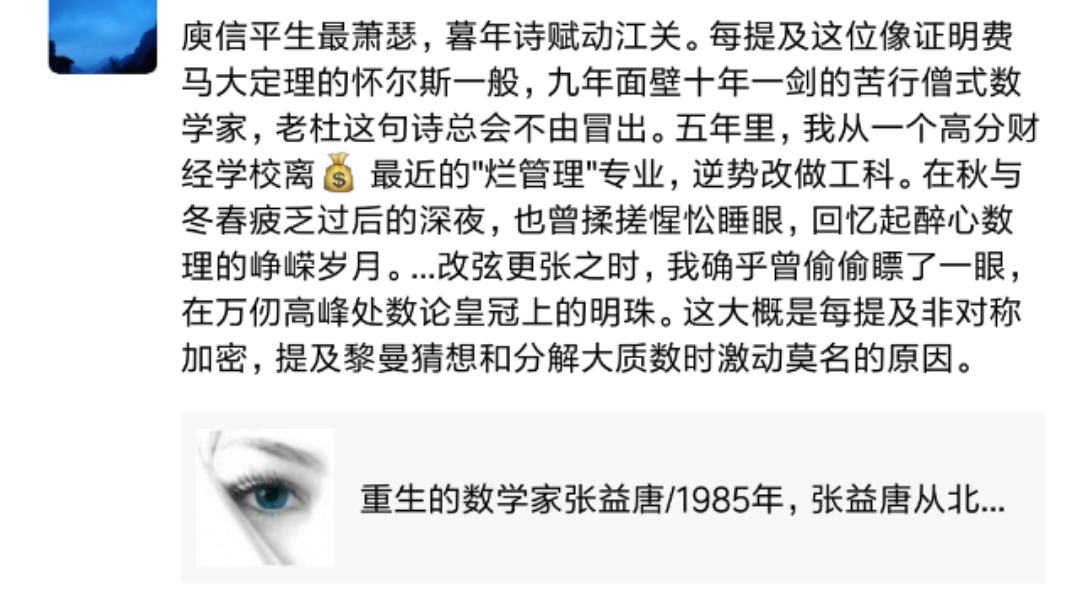 庾信平生最萧瑟，暮年诗赋动江关。每提及这位像证明费
马大定理的怀尔斯一般，九年面壁十年一剑的苦行僧式数
学家，老杜这句诗总会不由冒出。五年里，我从一个高分财
经学校离💰 最近的"烂管理"专业，逆势改做工科。在秋与
冬春疲乏过后的深夜，也曾揉搓惺忪睡眼，回忆起醉心数
理的峥嵘岁月。...改弦更张之时，我确乎曾偷偷瞟了一眼，
在万仞高峰处数论皇冠上的明珠。这大概是每提及非对称
加密，提及黎曼猜想和分解大质数时激动莫名的原因。
重生的数学家张益唐/1985年，张益唐从北...